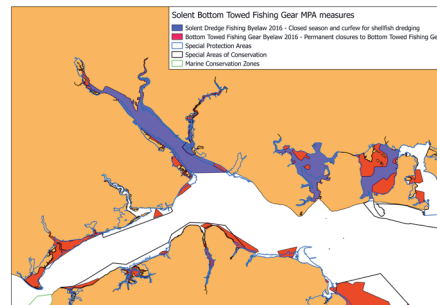 Solent Bottom Towed Fishing Gear MPA measures
Solent Dredge Fishing Byelaw 2016 - Closed season and curfew for shellfish dredging
Bottom Towed Fishing Gear Byelaw 2016 - Permanent closures to Bottom Towed Fishing Ge
Special Protection Areas
Special Areas of Conservation
Marine Conservation Zones